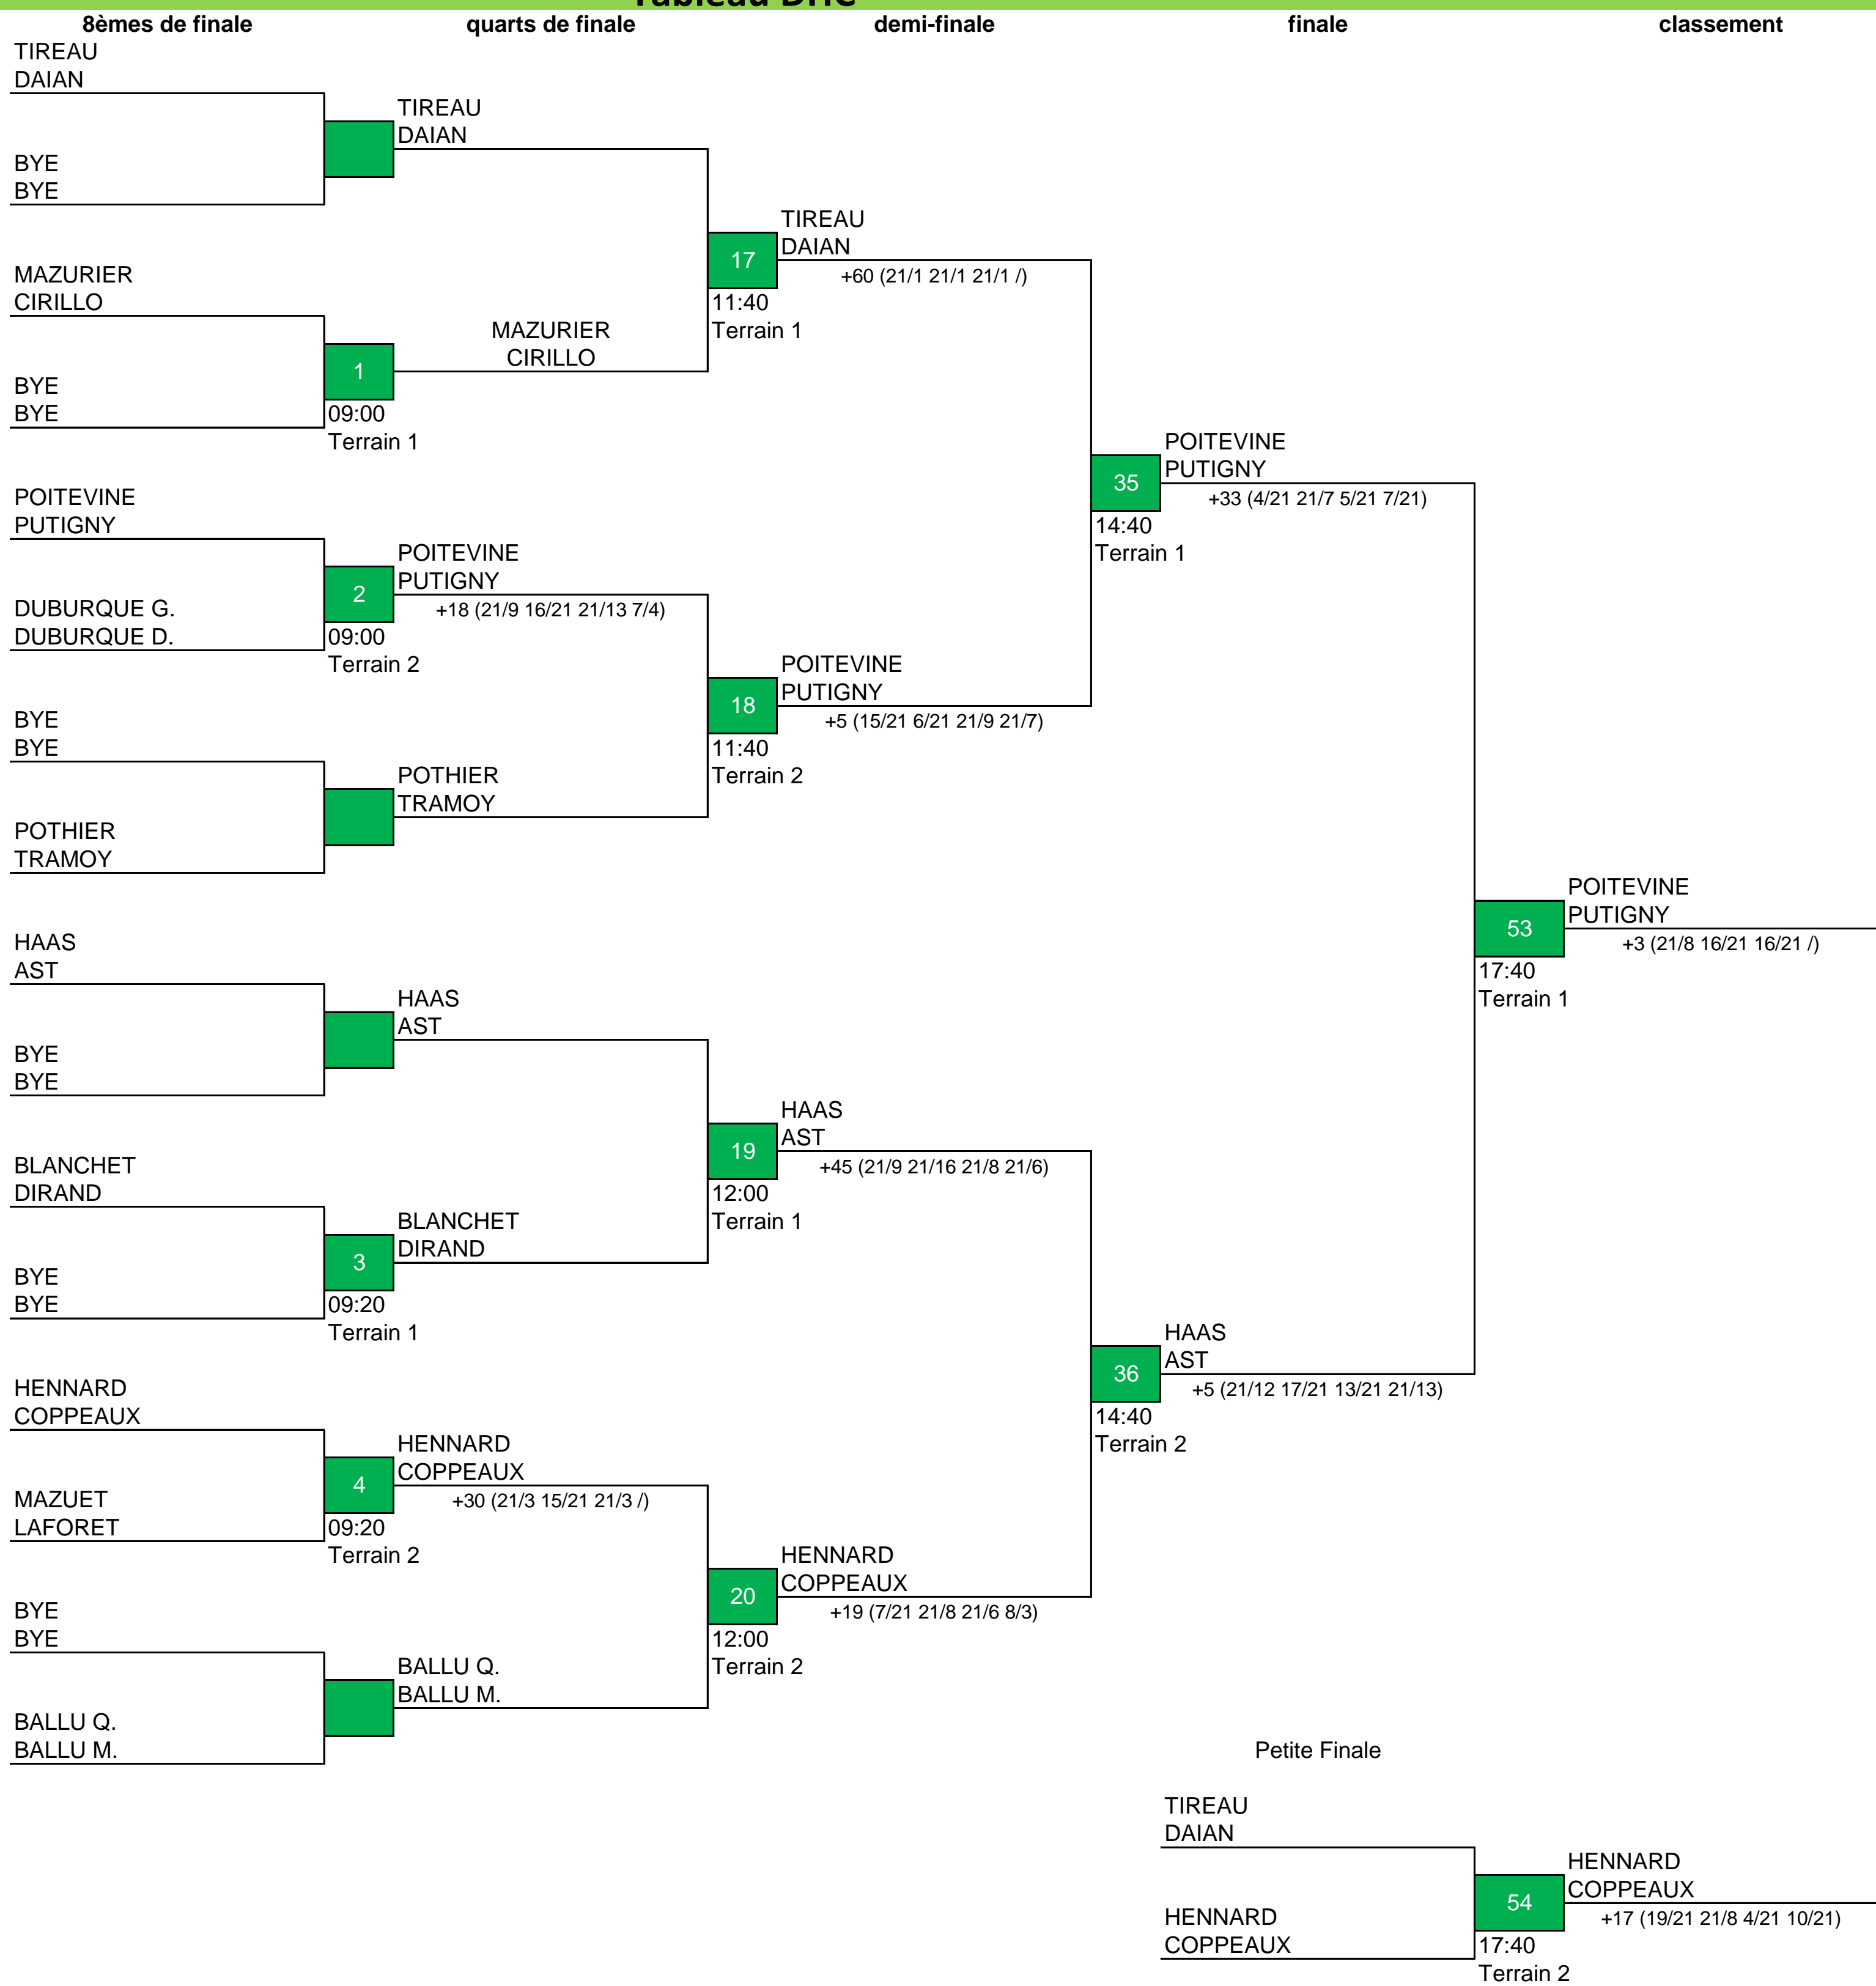 8èmes de finale
quarts de finale
demi-finale
finale
classement
TIREAU
DAIAN
BYE
BYE
MAZURIER
CIRILLO
BYE
BYE
1
09:00
Terrain 1
POITEVINE
PUTIGNY
DUBURQUE G.
DUBURQUE D.
2
09:00
Terrain 2
BYE
BYE
POTHIER
TRAMOY
HAAS
AST
BYE
BYE
BLANCHET
DIRAND
BYE
BYE
3
09:20
Terrain 1
HENNARD
COPPEAUX
MAZUET
LAFORET
4
09:20
Terrain 2
BYE
BYE
BALLU Q.
BALLU M.
TIREAU
DAIAN
MAZURIER
CIRILLO
17
11:40
Terrain 1
POITEVINE
PUTIGNY
+18 (21/9 16/21 21/13 7/4)
POTHIER
TRAMOY
18
11:40
Terrain 2
HAAS
AST
BLANCHET
DIRAND
19
12:00
Terrain 1
HENNARD
COPPEAUX
+30 (21/3 15/21 21/3 /)
BALLU Q.
BALLU M.
20
12:00
Terrain 2
TIREAU
DAIAN
+60 (21/1 21/1 21/1 /)
POITEVINE
PUTIGNY
+5 (15/21 6/21 21/9 21/7)
35
14:40
Terrain 1
HAAS
AST
+45 (21/9 21/16 21/8 21/6)
HENNARD
COPPEAUX
+19 (7/21 21/8 21/6 8/3)
36
14:40
Terrain 2
POITEVINE
PUTIGNY
+33 (4/21 21/7 5/21 7/21)
HAAS
AST
+5 (21/12 17/21 13/21 21/13)
53
17:40
Terrain 1
POITEVINE
PUTIGNY
+3 (21/8 16/21 16/21 /)
Petite Finale
TIREAU
DAIAN
HENNARD
COPPEAUX
54
17:40
Terrain 2
HENNARD
COPPEAUX
+17 (19/21 21/8 4/21 10/21)